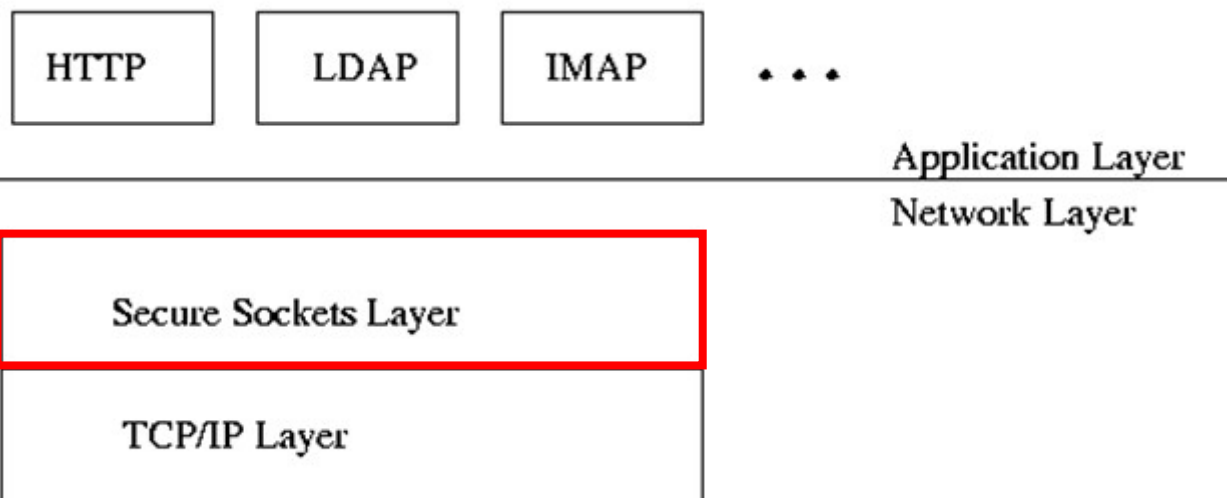 HTTP
LDAP
IMAP
...
Application Layer
Network Layer
Secure Sockets Layer
TCP/IP Layer